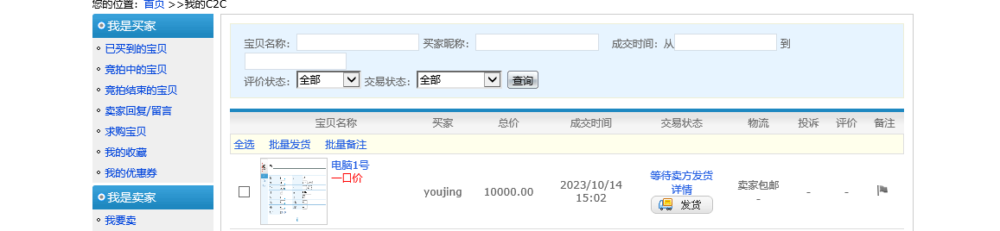 您的位置: 首页 >>我的C2C
我是买家
已买到的宝贝
竞拍中的宝贝
竞拍结束的宝贝
卖家回复/留言
求购宝贝
我的收藏
我的优惠券
我是卖家
我要卖
宝贝名称: 买家昵称: 成交时间: 从 到
评价状态: 全部 交易状态: 全部 查询
宝贝名称 买家 总价 成交时间 交易状态 物流 投诉 评价 备注
全选 批量发货 批量备注
电脑1号
一口价
youjing 10000.00 2023/10/14
15:02
等待卖方发货
详情
发货
卖家包邮
-
- -